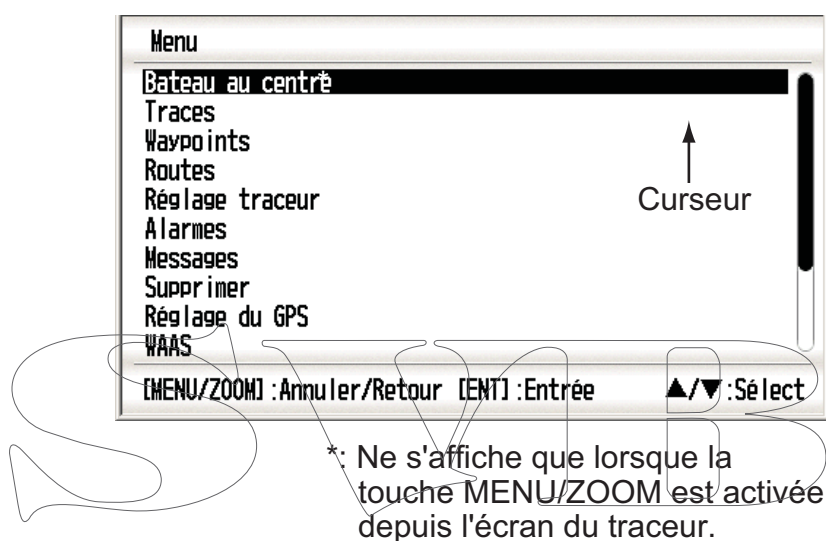 Menu
Bateau au centre*
Traces
Waypoints
Routes
Réglage traceur
Alarmes
Messages
Supprimer
Réglage du GPS
WAAS
Curseur
[MENU/ZOOM]:Annuler/Retour [ENT]:Entrée ▲/▼:Sélect
*: Ne s'affiche que lorsque la
touche MENU/ZOOM est activée
depuis l'écran du traceur.
SVB